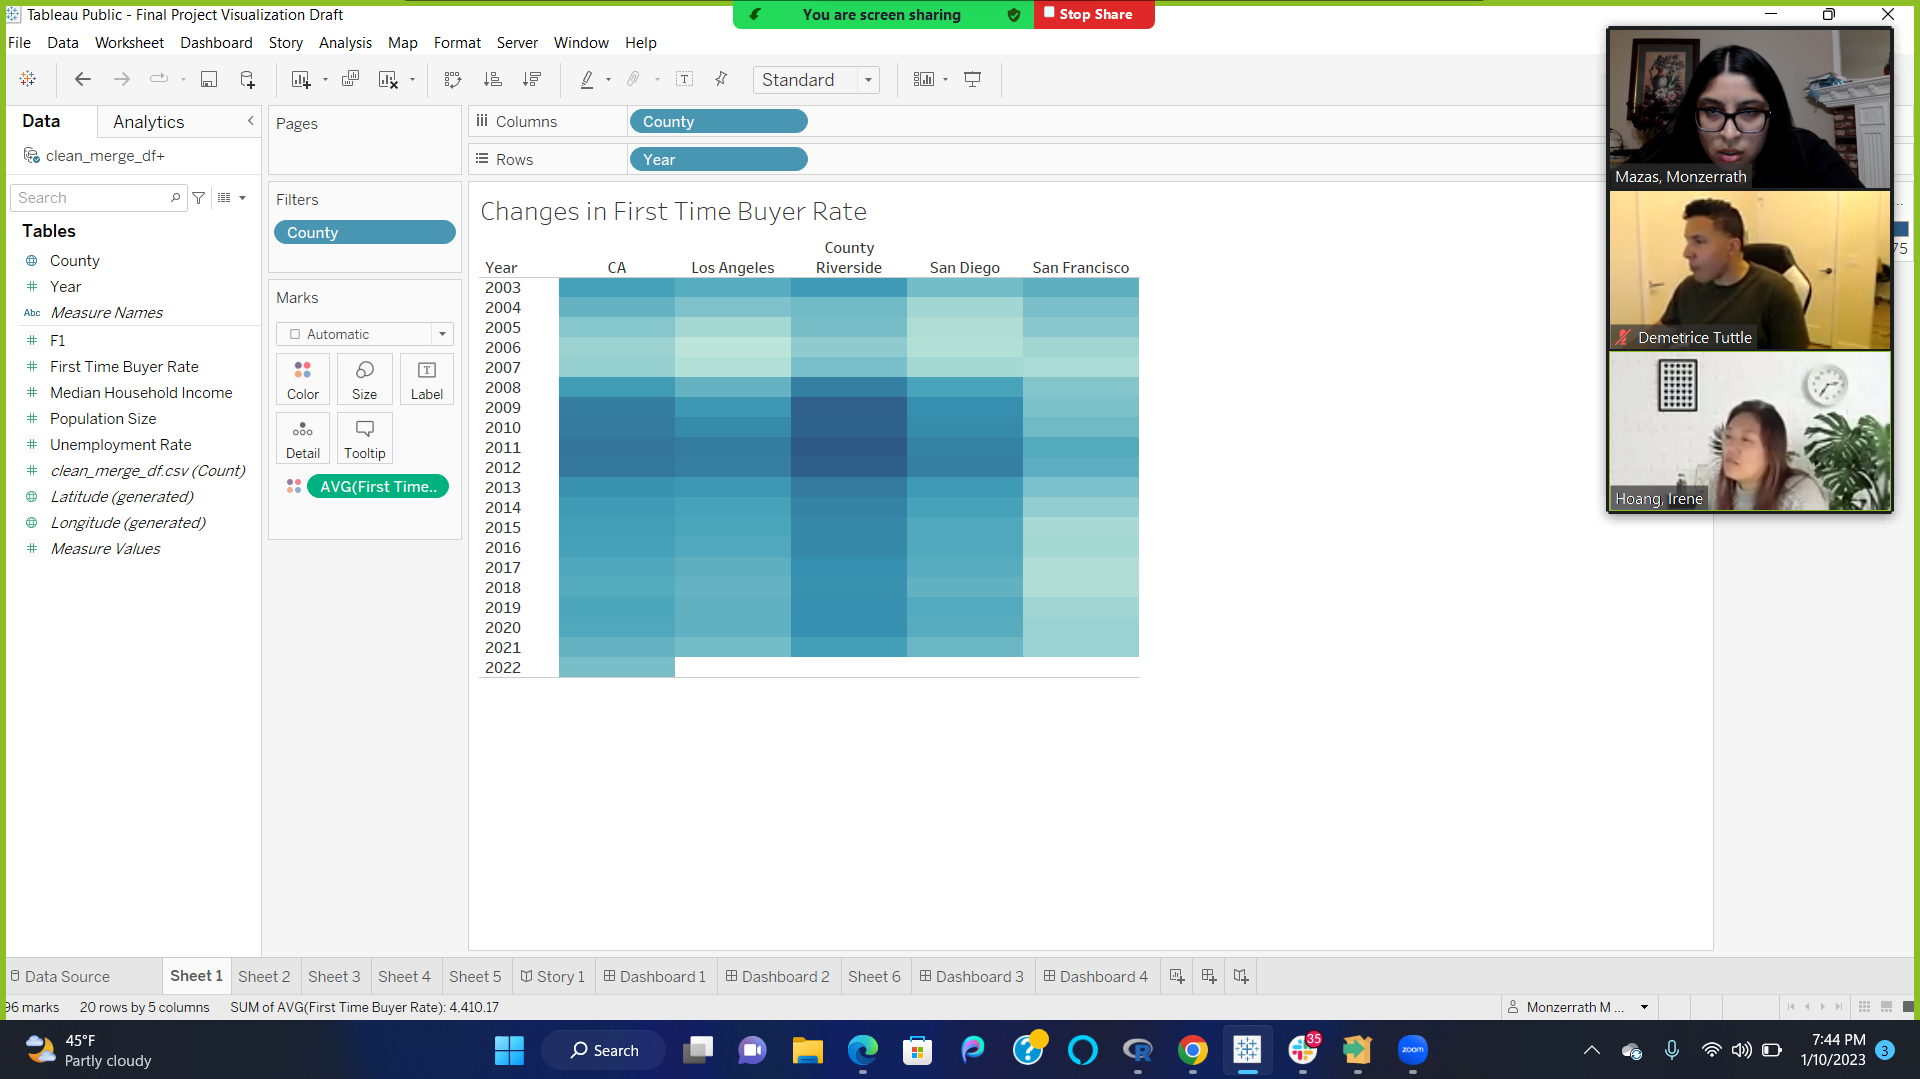 Tableau Public - Final Project Visualization Draft
You are screen sharing
Stop Share
File Data Worksheet Dashboard Story Analysis Map Format Server Window Help
Standard
Data
Analytics
clean_merge_df+
Search
Tables
County
Year
Abc Measure Names
F1
First Time Buyer Rate
Median Household Income
Population Size
Unemployment Rate
clean_merge_df.csv (Count)
Latitude (generated)
Longitude (generated)
Measure Values
Pages
Filters
County
Marks
Automatic
Color Size Label
Detail Tooltip
AVG(First Time..
Columns County
Rows Year
Changes in First Time Buyer Rate
County
Year CA Los Angeles Riverside San Diego San Francisco
2003
2004
2005
2006
2007
2008
2009
2010
2011
2012
2013
2014
2015
2016
2017
2018
2019
2020
2021
2022
Mazas, Monzerrath
Demetrice Tuttle
Hoang, Irene
75
Data Source Sheet 1 Sheet 2 Sheet 3 Sheet 4 Sheet 5 Story 1 Dashboard 1 Dashboard 2 Sheet 6 Dashboard 3 Dashboard 4
96 marks 20 rows by 5 columns SUM of AVG(First Time Buyer Rate): 4,410.17
Monzerrath M ...
45°F
Partly cloudy
Search
35
zoom
7:44 PM
1/10/2023
3